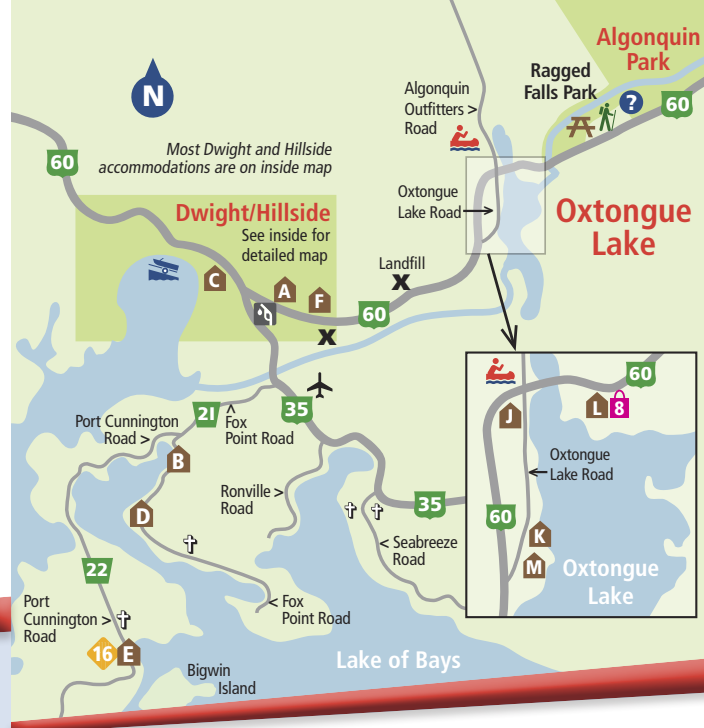 Algonquin
Park
Ragged
Falls Park
?
60
Algonquin
Outfitters >
Road
N
Most Dwight and Hillside
accommodations are on inside map
60
Oxtongue
Lake Road
Oxtongue
Lake
Dwight/Hillside
See inside for
detailed map
Landfill
X
C
A
F
60
X
60
J
L
8
Oxtongue
Lake Road
60
K
M
Oxtongue
Lake
21
35
Port Cunnington
Road >
^
Fox
Point Road
B
Ronville >
Road
35
D
< Seabreeze
Road
22
Port
Cunnington >
Road
< Fox
Point Road
16
E
Bigwin
Island
Lake of Bays